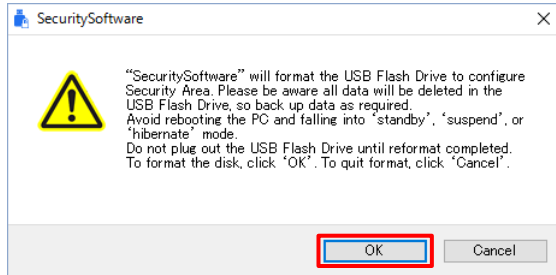 SecuritySoftware
“SecuritySoftware” will format the USB Flash Drive to configure
Security Area. Please be aware all data will be deleted in the
USB Flash Drive, so back up data as required.
Avoid rebooting the PC and falling into ‘standby’, ‘suspend’, or
‘hibernate’ mode.
Do not plug out the USB Flash Drive until reformat completed.
To format the disk, click ‘OK’. To quit format, click ‘Cancel’.
OK
Cancel